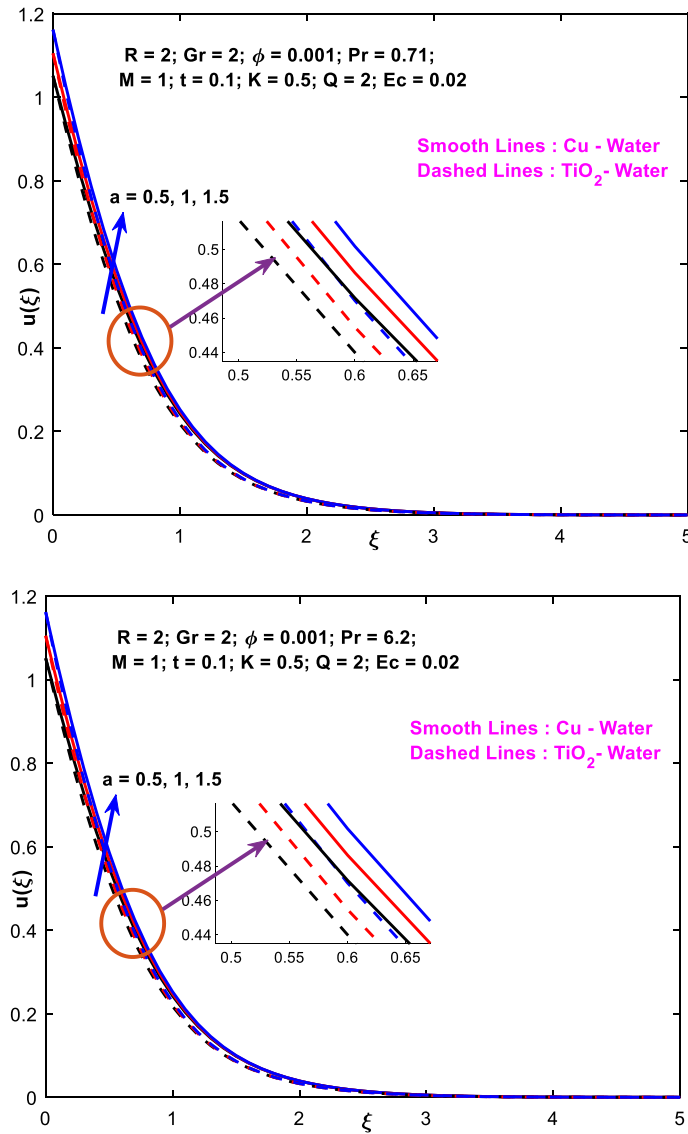 1.2
R = 2; Gr = 2; ϕ = 0.001; Pr = 0.71;
M = 1; t = 0.1; K = 0.5; Q = 2; Ec = 0.02
1
Smooth Lines : Cu - Water
Dashed Lines : TiO₂- Water
0.8
a = 0.5, 1, 1.5
0.6
u(ξ)
0.5
0.48
0.46
0.44
0.5 0.55 0.6 0.65
0.4
0.2
0
0 1 2 3 4 5
ξ
1.2
R = 2; Gr = 2; ϕ = 0.001; Pr = 6.2;
M = 1; t = 0.1; K = 0.5; Q = 2; Ec = 0.02
1
Smooth Lines : Cu - Water
Dashed Lines : TiO₂- Water
0.8
a = 0.5, 1, 1.5
0.6
u(ξ)
0.5
0.48
0.46
0.44
0.5 0.55 0.6 0.65
0.4
0.2
0
0 1 2 3 4 5
ξ